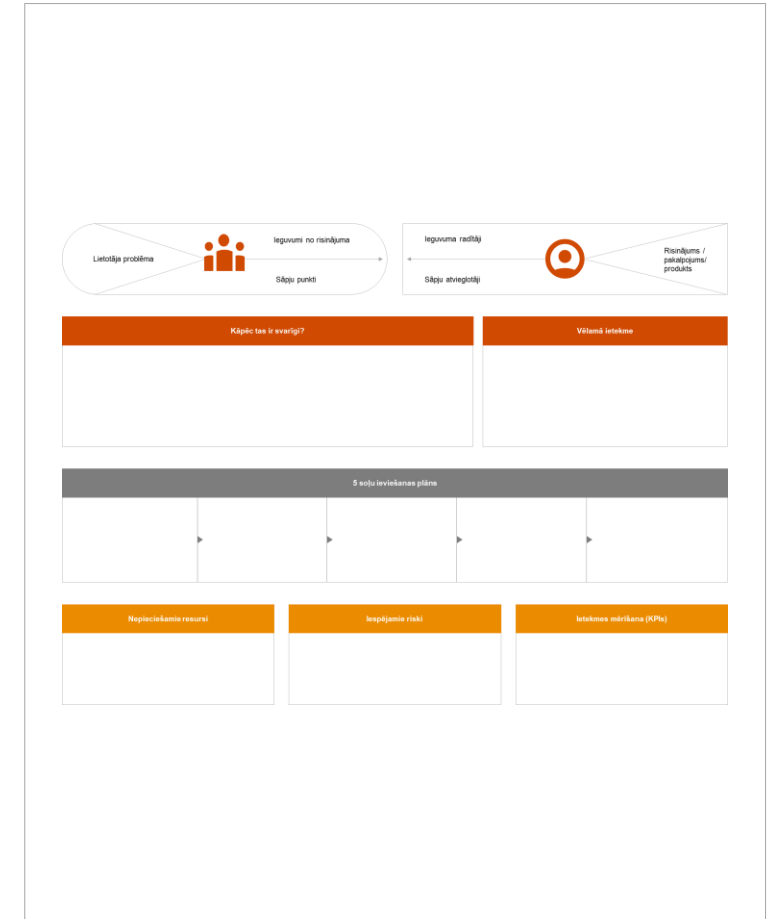 Lietotāja problēma
Ieguvumi no risinājuma
Sāpju punkti
Ieguvuma radītāji
Sāpju atvieglotāji
Risinājums /
pakalpojums/
produkts
Kāpēc tas ir svarīgi?
Vēlamā ietekme
5 soļu ieviešanas plāns
Nepieciešamie resursi
Iespējamie riski
Ietekmes mērīšana (KPIs)